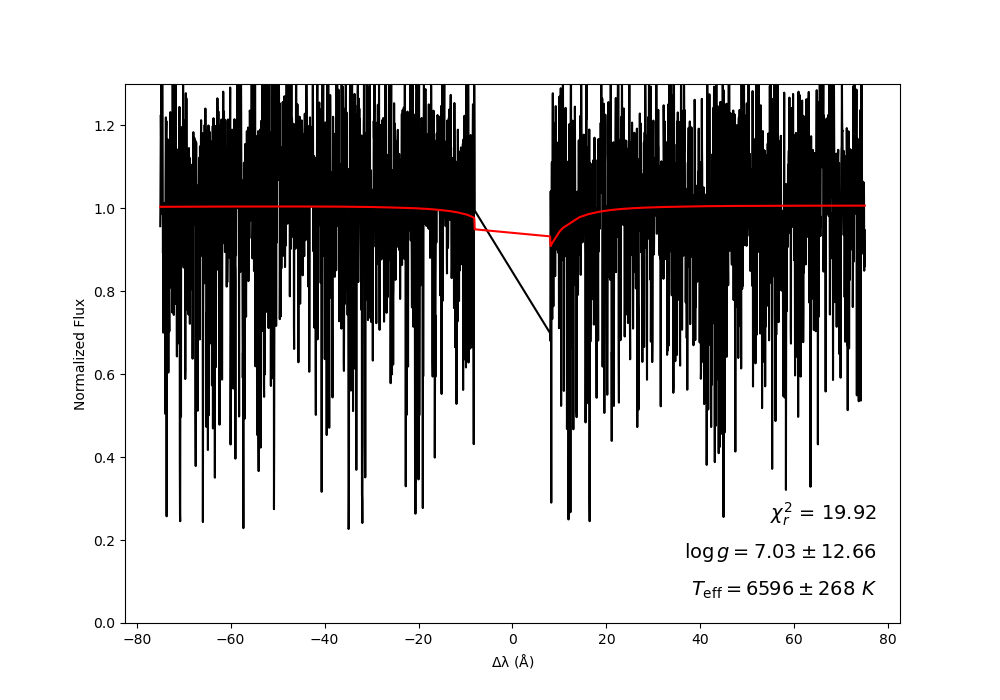 1.2
1.0
0.8
0.6
0.4
0.2
0.0
Normalized Flux
χ²ᵣ = 19.92
log g = 7.03 ± 12.66
T_eff = 6596 ± 268 K
−80 −60 −40 −20 0 20 40 60 80
Δλ (Å)